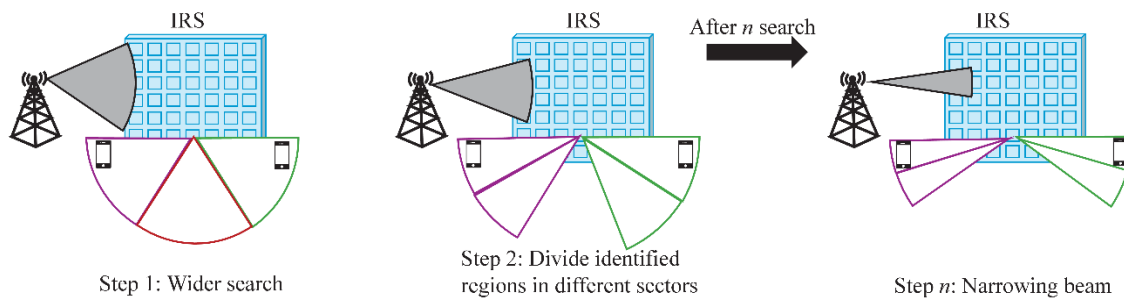 IRS
IRS
After n search
IRS
Step 1: Wider search
Step 2: Divide identified
regions in different sectors
Step n: Narrowing beam